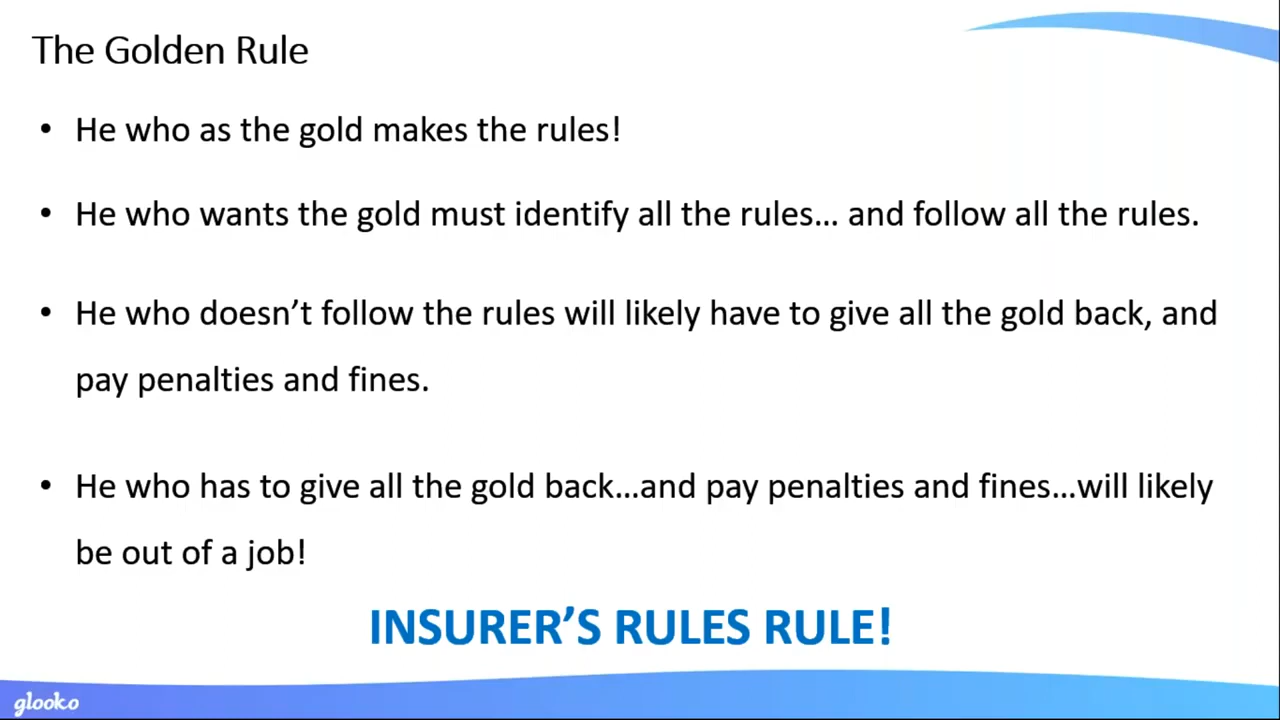 The Golden Rule
• He who as the gold makes the rules!
• He who wants the gold must identify all the rules... and follow all the rules.
• He who doesn’t follow the rules will likely have to give all the gold back, and
pay penalties and fines.
• He who has to give all the gold back...and pay penalties and fines...will likely
be out of a job!
INSURER’S RULES RULE!
glooko